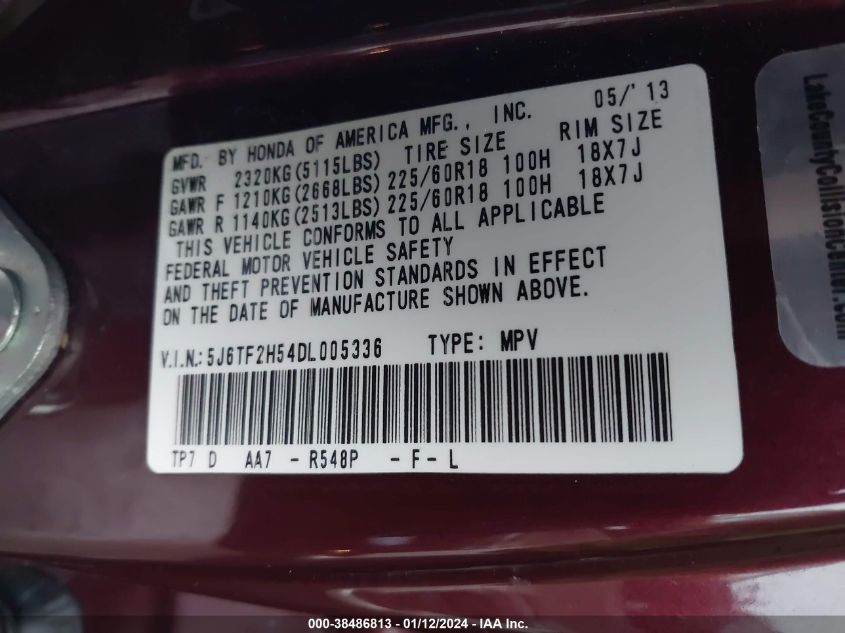 MFD. BY HONDA OF AMERICA MFG., INC. 05/'13
GVWR 2320KG(5115LBS) TIRE SIZE RIM SIZE
GAWR F 1210KG(2668LBS) 225/60R18 100H 18X7J
GAWR R 1140KG(2513LBS) 225/60R18 100H 18X7J
THIS VEHICLE CONFORMS TO ALL APPLICABLE
FEDERAL MOTOR VEHICLE SAFETY
AND THEFT PREVENTION STANDARDS IN EFFECT
ON THE DATE OF MANUFACTURE SHOWN ABOVE.
V.I.N.: 5J6TF2H54DL005336 TYPE: MPV
TP7 D AA7 - R548P - F - L
LakeCountyCollisionCenter.com
000-38486813 - 01/12/2024 - IAAI.com